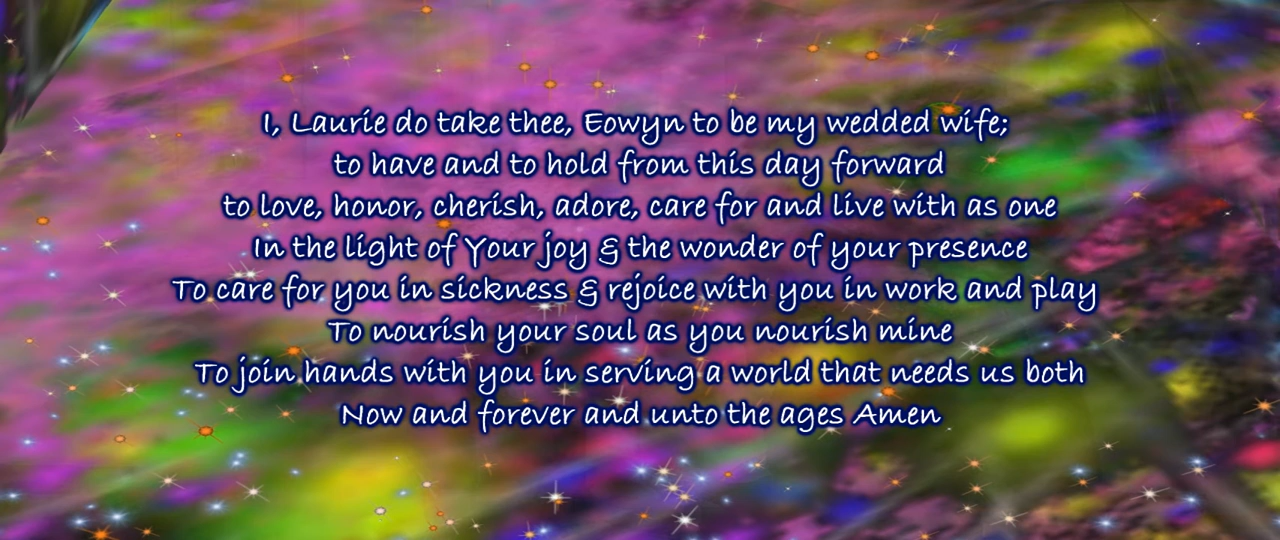 I, Laurie do take thee, Eowyn to be my wedded wife;
to have and to hold from this day forward
to love, honor, cherish, adore, care for and live with as one
In the light of Your joy & the wonder of your presence
To care for you in sickness & rejoice with you in work and play
To nourish your soul as you nourish mine
To join hands with you in serving a world that needs us both
Now and forever and unto the ages Amen